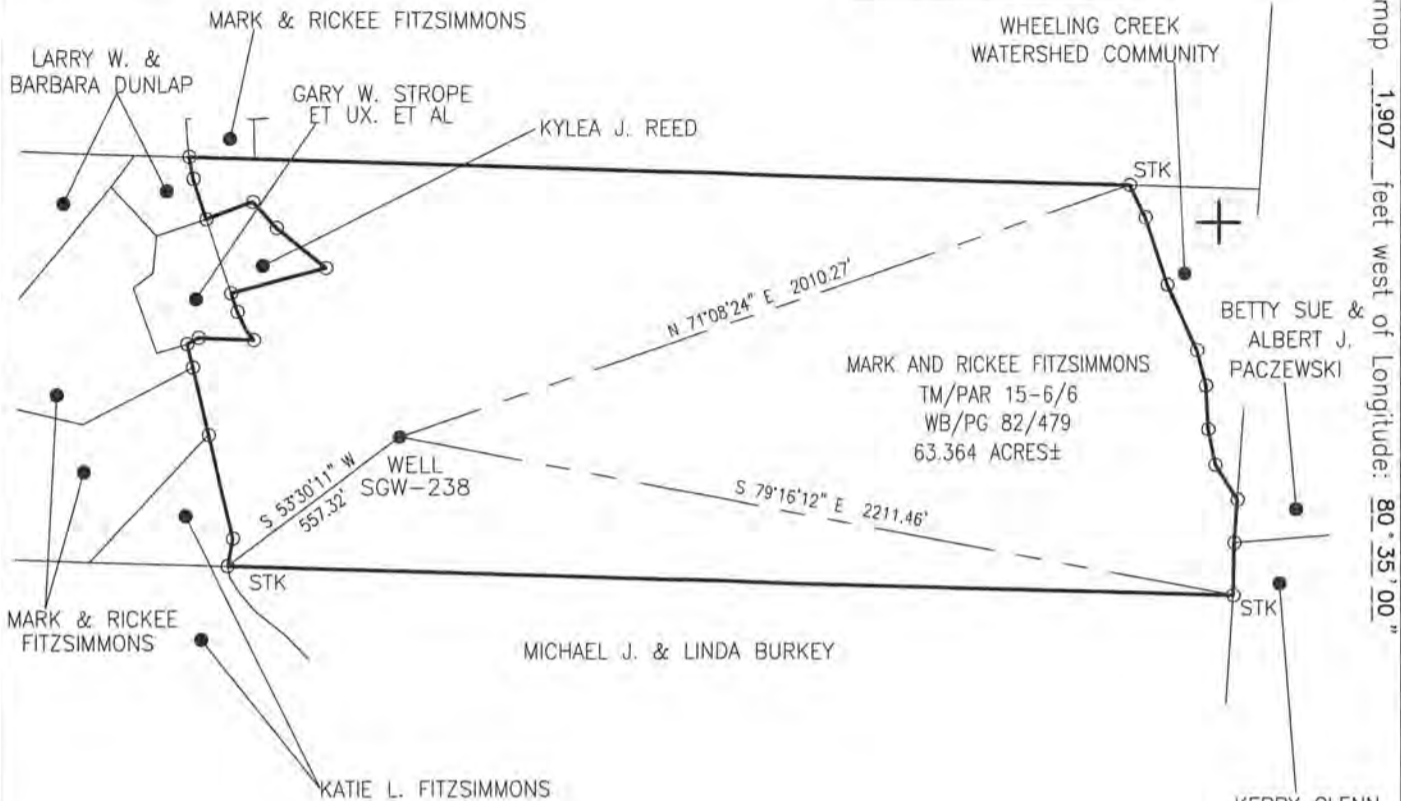 MARK & RICKEE FITZSIMMONS
WHEELING CREEK
WATERSHED COMMUNITY
LARRY W. &
BARBARA DUNLAP
GARY W. STROPE
ET UX. ET AL
KYLEA J. REED
STK
map 1,907 feet west of Longitude: 80°35'00"
N 71°08'24" E 2010.27'
BETTY SUE &
ALBERT J.
PACZEWSKI
MARK AND RICKEE FITZSIMMONS
TM/PAR 15-6/6
WB/PG 82/479
63.364 ACRES±
WELL
SGW-238
S 53°30'11" W
557.32'
S 79°16'12" E 2211.46'
STK
STK
MARK & RICKEE
FITZSIMMONS
MICHAEL J. & LINDA BURKEY
KATIE L. FITZSIMMONS
KERRY GLENN